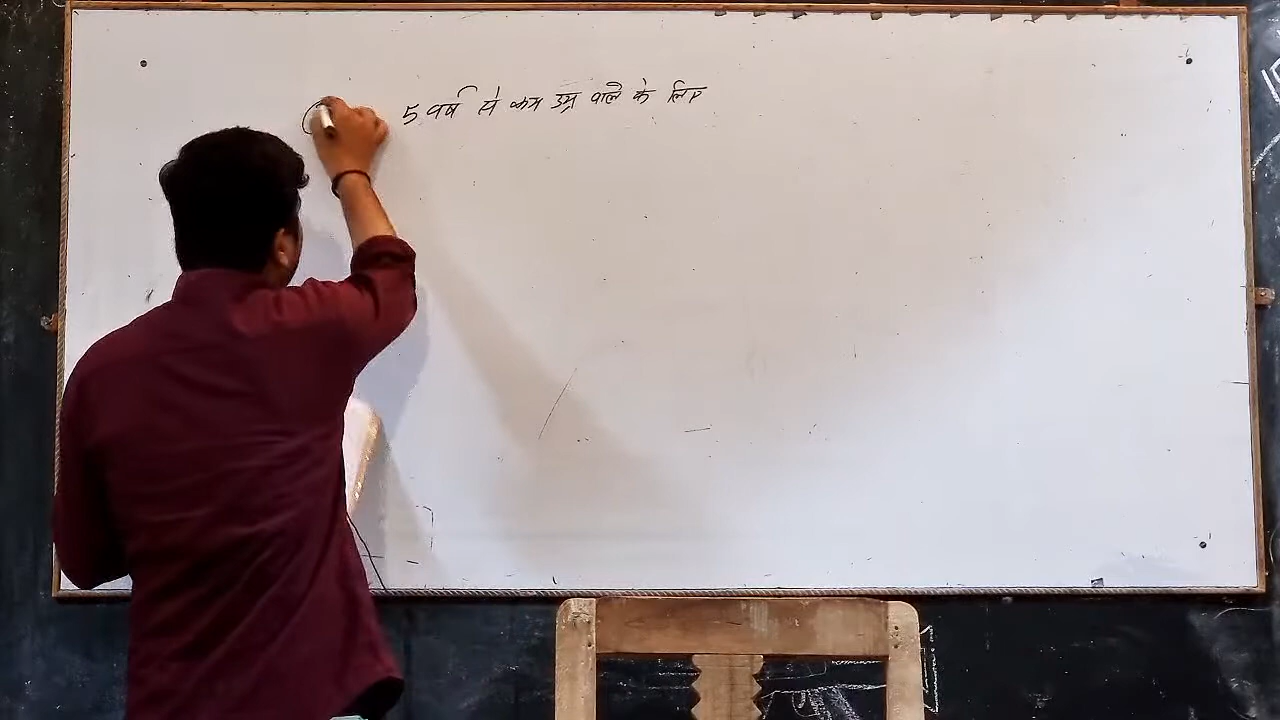 5 वर्ष से कम उम्र वाले के लिए